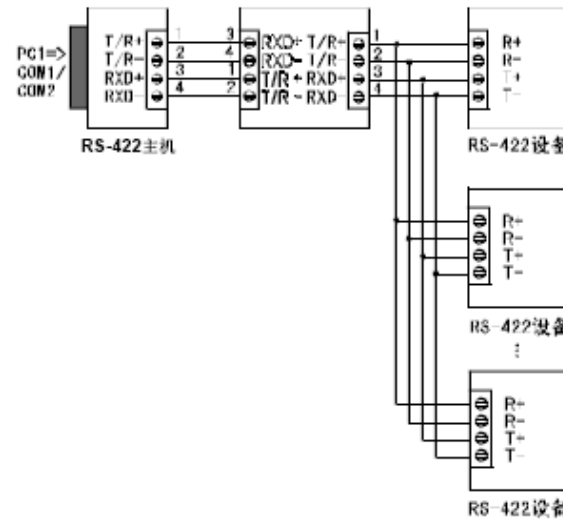 PC1=>
CON1/
CON2
T/R+ 1 3 RXD+ T/R+ 1 R+
T/R- 2 4 RXD- T/R- 2 R-
RXD+ 3 1 T/R+ RXD+ 3 T+
RXD- 4 2 T/R- RXD- 4 T-
RS-422主机
RS-422设备
R+
R-
T+
T-
RS-422设备
⋮
R+
R-
T+
T-
RS-422设备